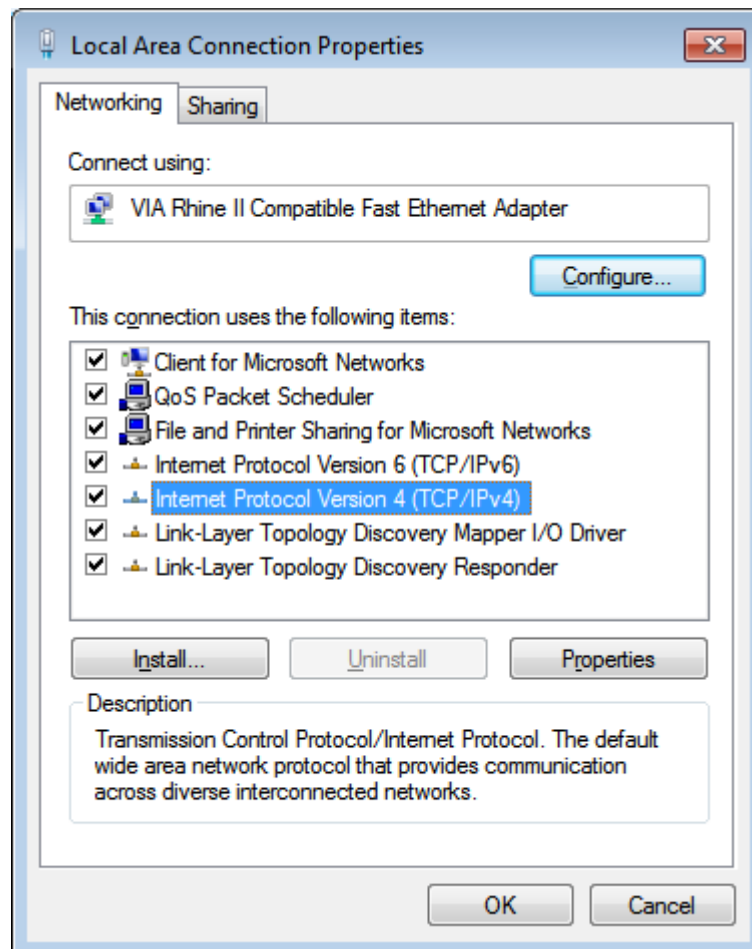 Local Area Connection Properties
Networking
Sharing
Connect using:
VIA Rhine II Compatible Fast Ethernet Adapter
Configure...
This connection uses the following items:
Client for Microsoft Networks
QoS Packet Scheduler
File and Printer Sharing for Microsoft Networks
Internet Protocol Version 6 (TCP/IPv6)
Internet Protocol Version 4 (TCP/IPv4)
Link-Layer Topology Discovery Mapper I/O Driver
Link-Layer Topology Discovery Responder
Install...
Uninstall
Properties
Description
Transmission Control Protocol/Internet Protocol. The default
wide area network protocol that provides communication
across diverse interconnected networks.
OK
Cancel